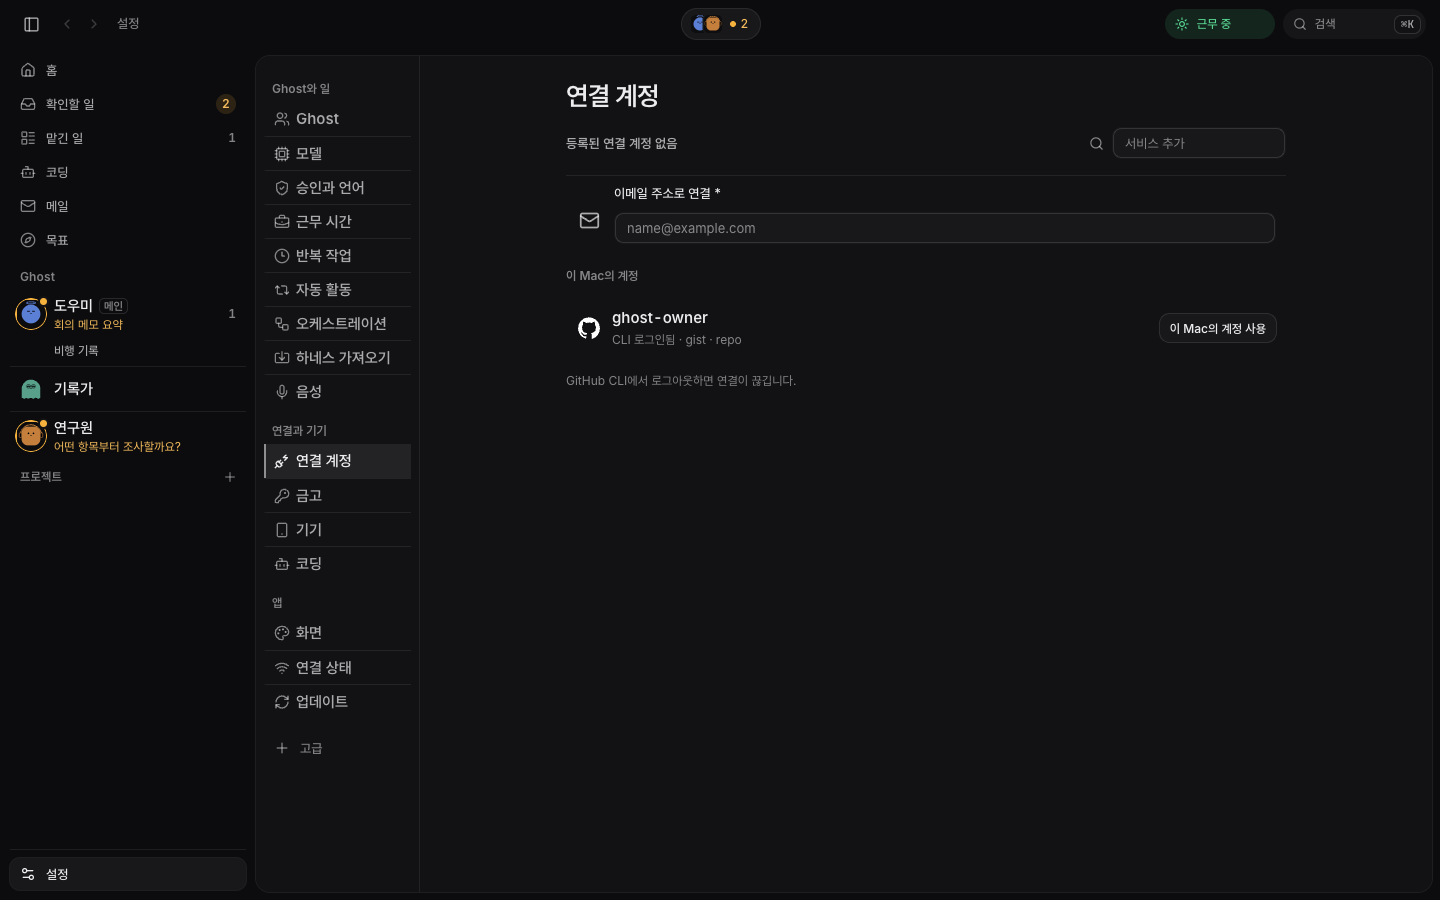 설정
2
근무 중
검색
⌘K
홈
확인할 일
2
맡긴 일
1
코딩
메일
목표
Ghost
도우미
메인
회의 메모 요약
1
비행 기록
기록가
연구원
어떤 항목부터 조사할까요?
프로젝트
설정
Ghost와 일
Ghost
모델
승인과 언어
근무 시간
반복 작업
자동 활동
오케스트레이션
하네스 가져오기
음성
연결과 기기
연결 계정
금고
기기
코딩
앱
화면
연결 상태
업데이트
고급
연결 계정
등록된 연결 계정 없음
서비스 추가
이메일 주소로 연결 *
name@example.com
이 Mac의 계정
ghost-owner
CLI 로그인됨 · gist · repo
이 Mac의 계정 사용
GitHub CLI에서 로그아웃하면 연결이 끊깁니다.